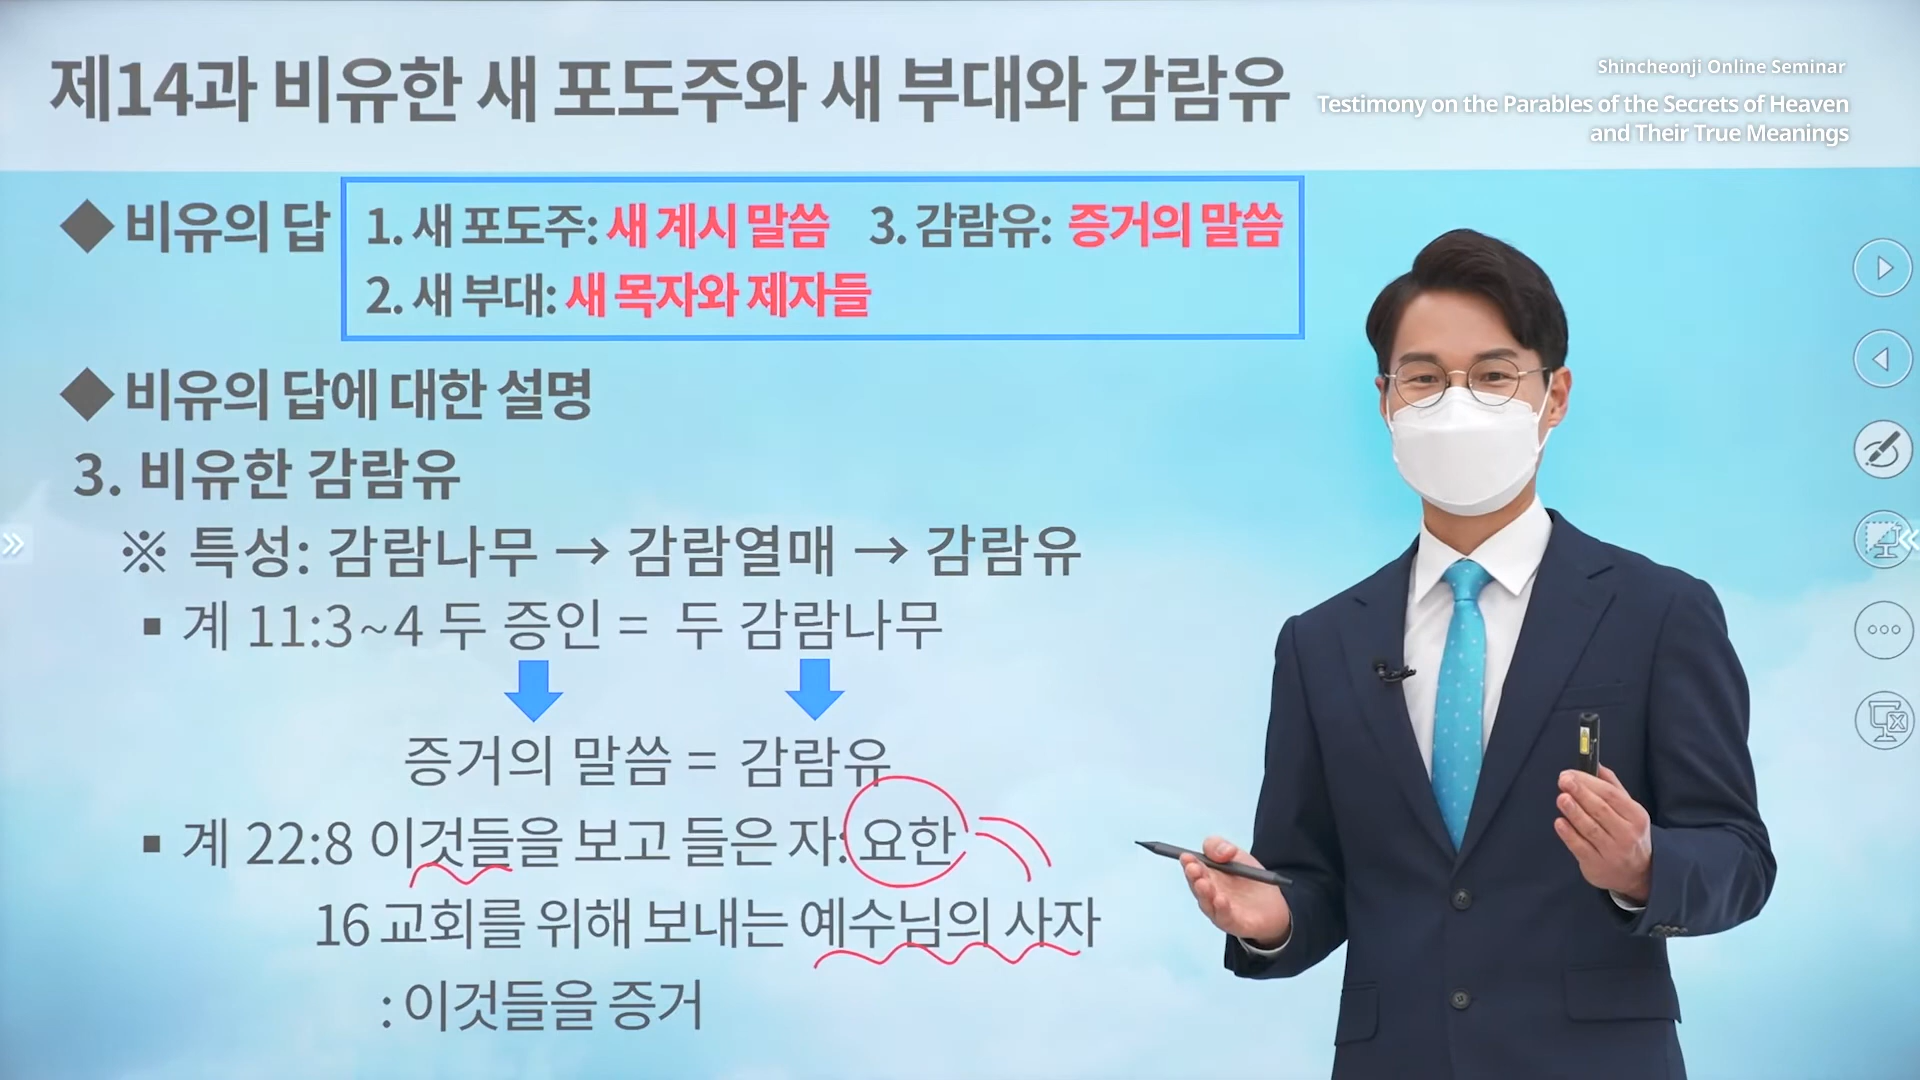 제14과 비유한 새 포도주와 새 부대와 감람유
Shincheonji Online Seminar
Testimony on the Parables of the Secrets of Heaven
and Their True Meanings
◆비유의 답
1. 새 포도주: 새 계시 말씀 3. 감람유: 증거의 말씀
2. 새 부대: 새 목자와 제자들
◆비유의 답에 대한 설명
3. 비유한 감람유
※ 특성: 감람나무 → 감람열매 → 감람유
▪ 계 11:3~4 두 증인 = 두 감람나무
증거의 말씀 = 감람유
▪ 계 22:8 이것들을 보고 들은 자: 요한
16 교회를 위해 보내는 예수님의 사자
: 이것들을 증거